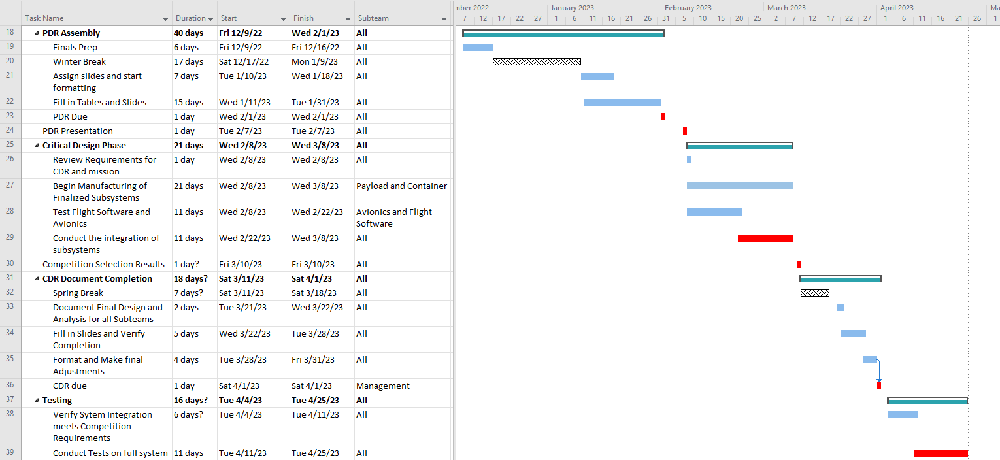 mber 2022 January 2023 February 2023 March 2023 April 2023 Ma
Task Name Duration Start Finish Subteam 7 12 17 22 27 1 6 11 16 21 26 31 5 10 15 20 25 2 7 12 17 22 27 1 6 11 16 21 26 1
18 PDR Assembly 40 days Fri 12/9/22 Wed 2/1/23 All
19 Finals Prep 6 days Fri 12/9/22 Fri 12/16/22 All
20 Winter Break 17 days Sat 12/17/22 Mon 1/9/23 All
21 Assign slides and start 7 days Tue 1/10/23 Wed 1/18/23 All
formatting
22 Fill in Tables and Slides 15 days Wed 1/11/23 Tue 1/31/23 All
23 PDR Due 1 day Wed 2/1/23 Wed 2/1/23 All
24 PDR Presentation 1 day Tue 2/7/23 Tue 2/7/23 All
25 Critical Design Phase 21 days Wed 2/8/23 Wed 3/8/23 All
26 Review Requirements for 1 day Wed 2/8/23 Wed 2/8/23 All
CDR and mission
27 Begin Manufacturing of 21 days Wed 2/8/23 Wed 3/8/23 Payload and Container
Finalized Subsystems
28 Test Flight Software and 11 days Wed 2/8/23 Wed 2/22/23 Avionics and Flight
Avionics Software
29 Conduct the integration of 11 days Wed 2/22/23 Wed 3/8/23 All
subsystems
30 Competition Selection Results 1 day? Fri 3/10/23 Fri 3/10/23 All
31 CDR Document Completion 18 days? Sat 3/11/23 Sat 4/1/23 All
32 Spring Break 7 days? Sat 3/11/23 Sat 3/18/23 All
33 Document Final Design and 2 days Tue 3/21/23 Wed 3/22/23 All
Analysis for all Subteams
34 Fill in Slides and Verify 5 days Wed 3/22/23 Tue 3/28/23 All
Completion
35 Format and Make final 4 days Tue 3/28/23 Fri 3/31/23 All
Adjustments
36 CDR due 1 day Sat 4/1/23 Sat 4/1/23 Management
37 Testing 16 days? Tue 4/4/23 Tue 4/25/23 All
38 Verify Sytem Integration 6 days? Tue 4/4/23 Tue 4/11/23 All
meets Competition
Requirements
39 Conduct Tests on full system 11 days Tue 4/11/23 Tue 4/25/23 All